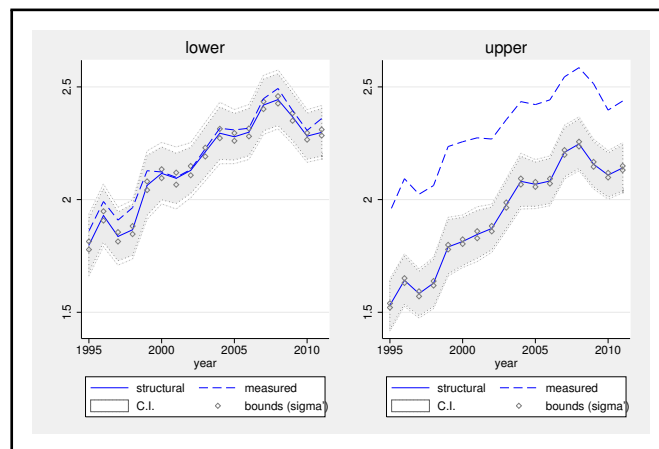 lower
upper
2.5
2
1.5
1995
2000
2005
2010
year
2.5
2
1.5
1995
2000
2005
2010
year
structural
measured
C.I.
bounds (sigma')
structural
measured
C.I.
bounds (sigma')